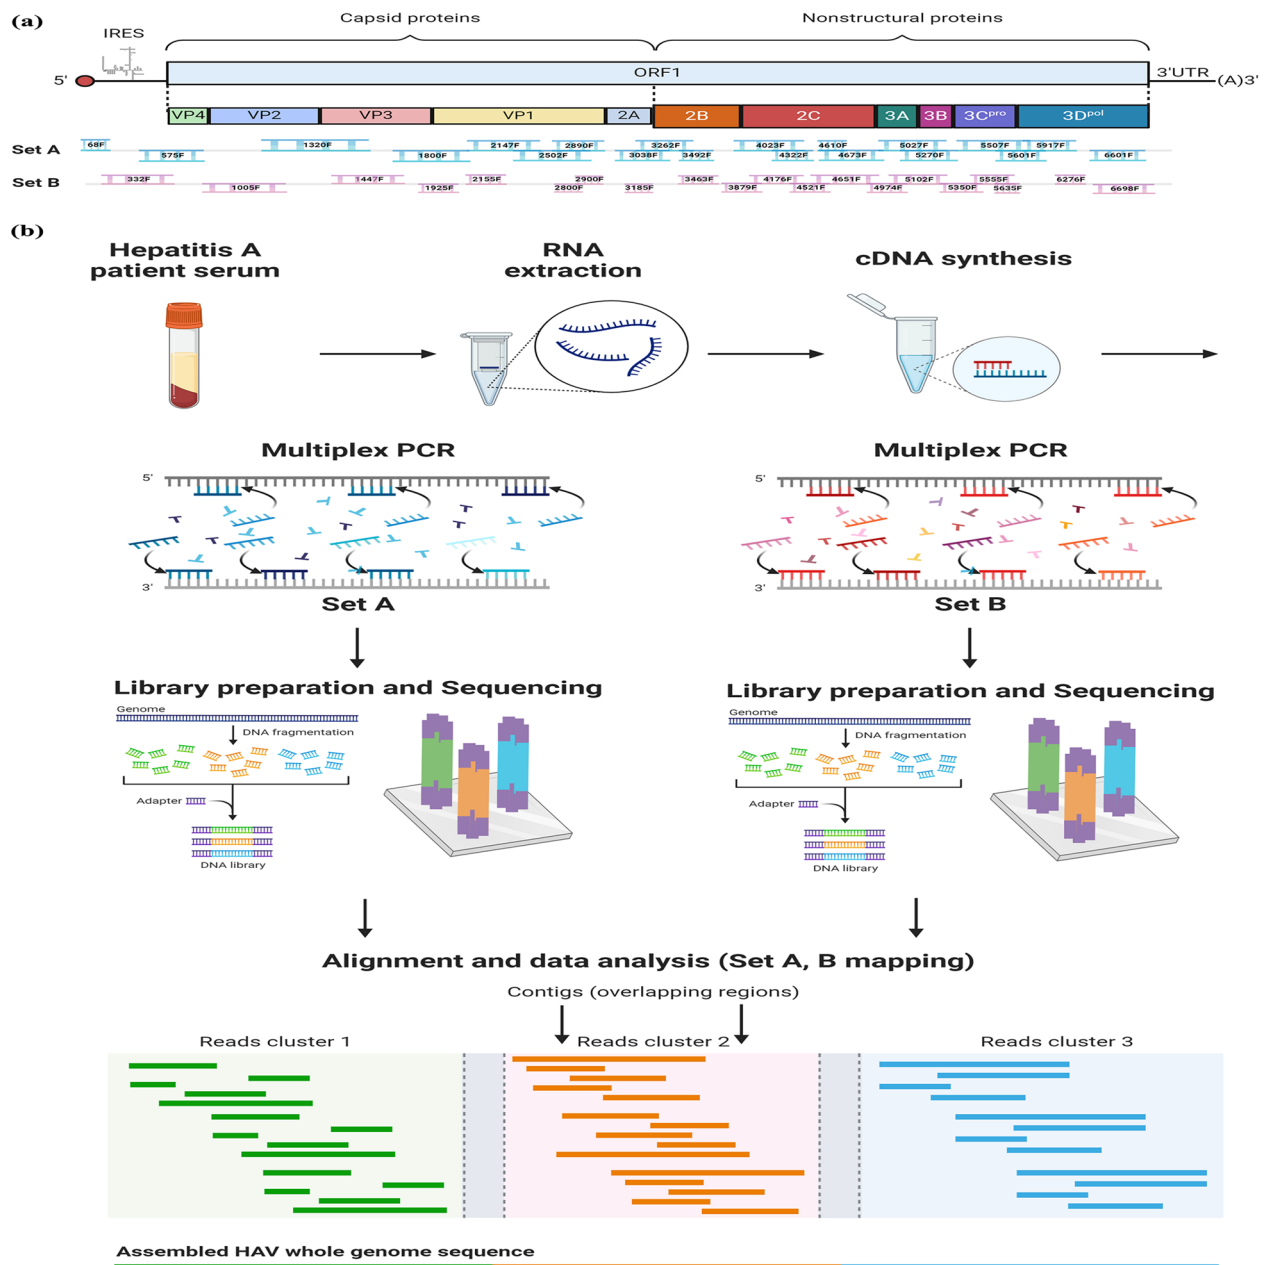 (a)
Capsid proteins
Nonstructural proteins
IRES
5'
ORF1
3'UTR
(A)3'
VP4 VP2 VP3 VP1 2A 2B 2C 3A 3B 3Cpro 3Dpol
Set A
68F 1320F 2147F 2890F 3262F 4023F 4610F 5027F 5507F 5917F
575F 1800F 2502F 3038F 3492F 4322F 4673F 5270F 5601F 6601F
Set B
332F 1447F 2155F 2900F 3463F 4176F 4651F 5102F 5555F 6276F
1005F 1925F 2800F 3185F 3879F 4521F 4974F 5350F 5635F 6698F
(b)
Hepatitis A
patient serum
RNA
extraction
cDNA synthesis
Multiplex PCR
5'
3'
Set A
Multiplex PCR
5'
3'
Set B
Library preparation and Sequencing
Genome
DNA fragmentation
Adapter
DNA library
Library preparation and Sequencing
Genome
DNA fragmentation
Adapter
DNA library
Alignment and data analysis (Set A, B mapping)
Contigs (overlapping regions)
Reads cluster 1
Reads cluster 2
Reads cluster 3
Assembled HAV whole genome sequence